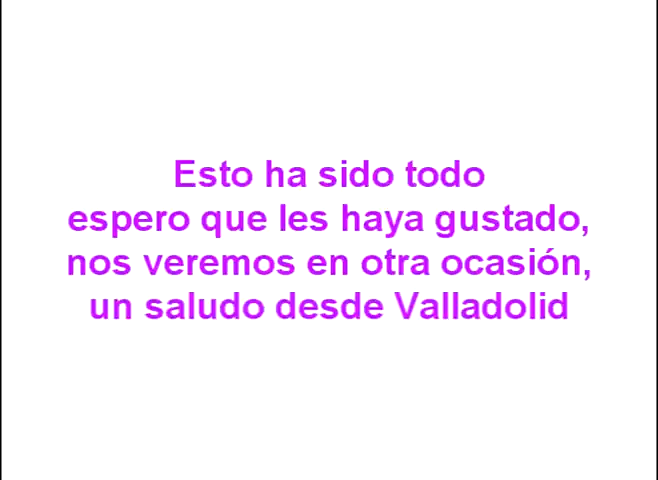 Esto ha sido todo
espero que les haya gustado,
nos veremos en otra ocasión,
un saludo desde Valladolid